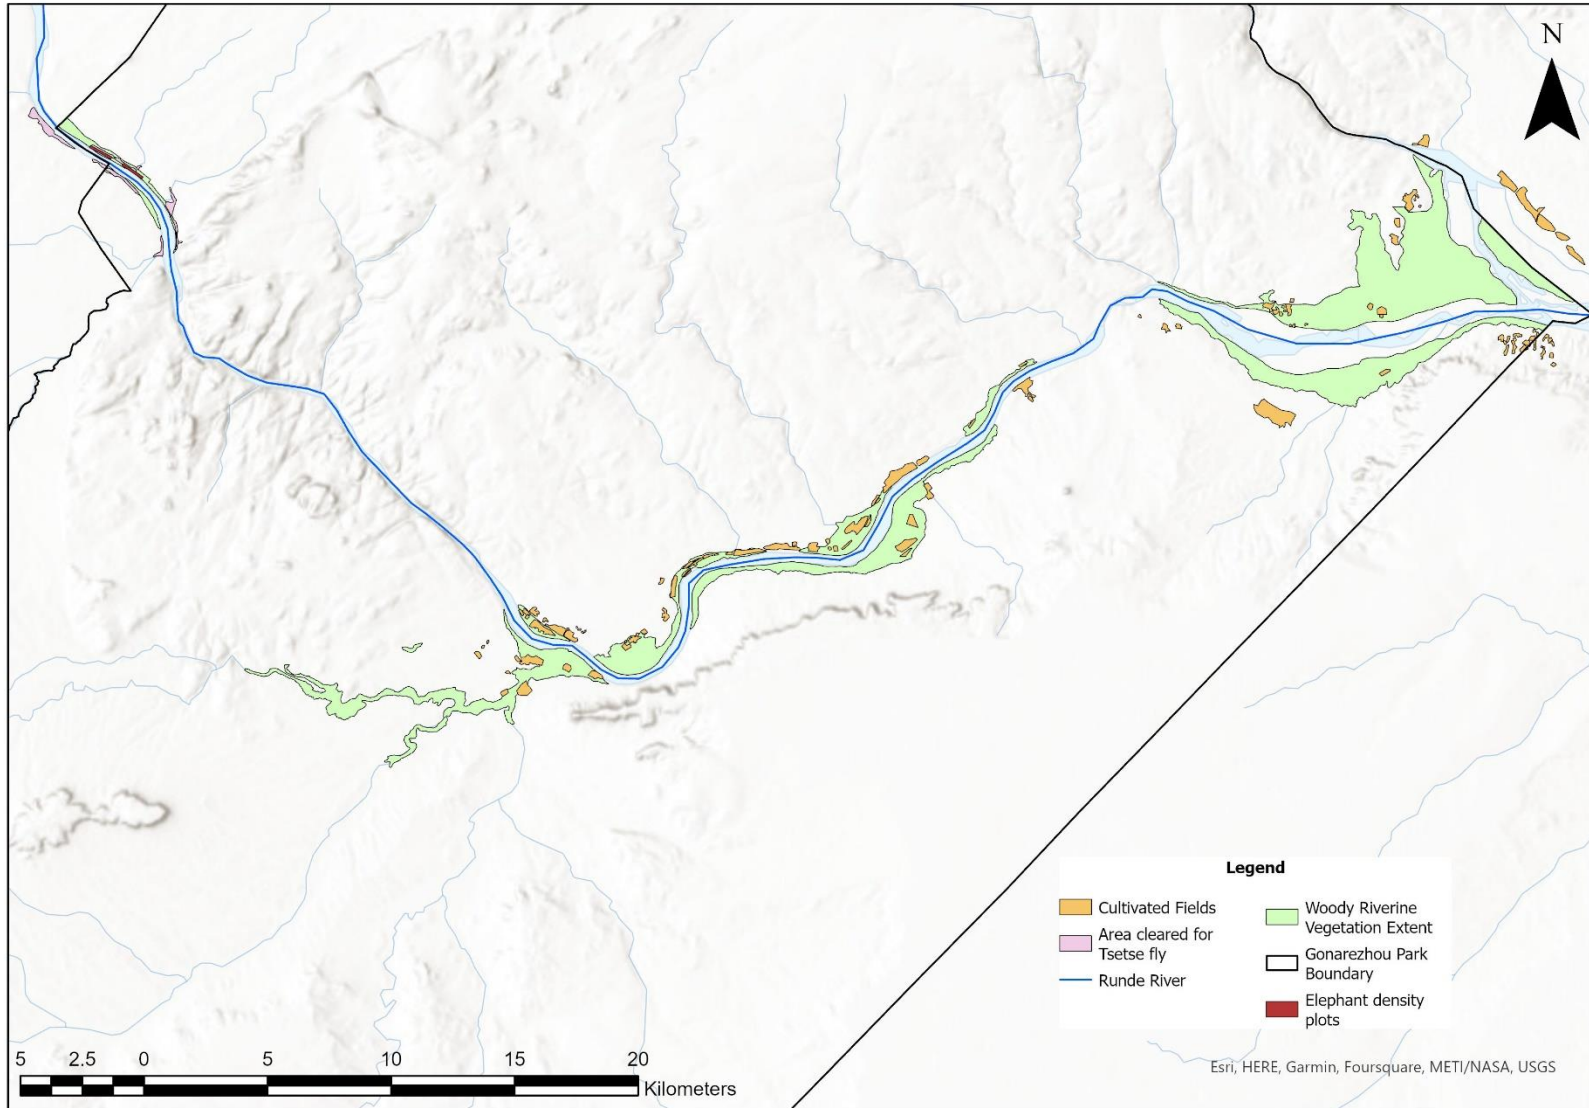 N
Legend
Cultivated Fields
Area cleared for
Tsetse fly
Runde River
Woody Riverine
Vegetation Extent
Gonarezhou Park
Boundary
Elephant density
plots
5 2.5 0 5 10 15 20
Kilometers
Esri, HERE, Garmin, Foursquare, METI/NASA, USGS